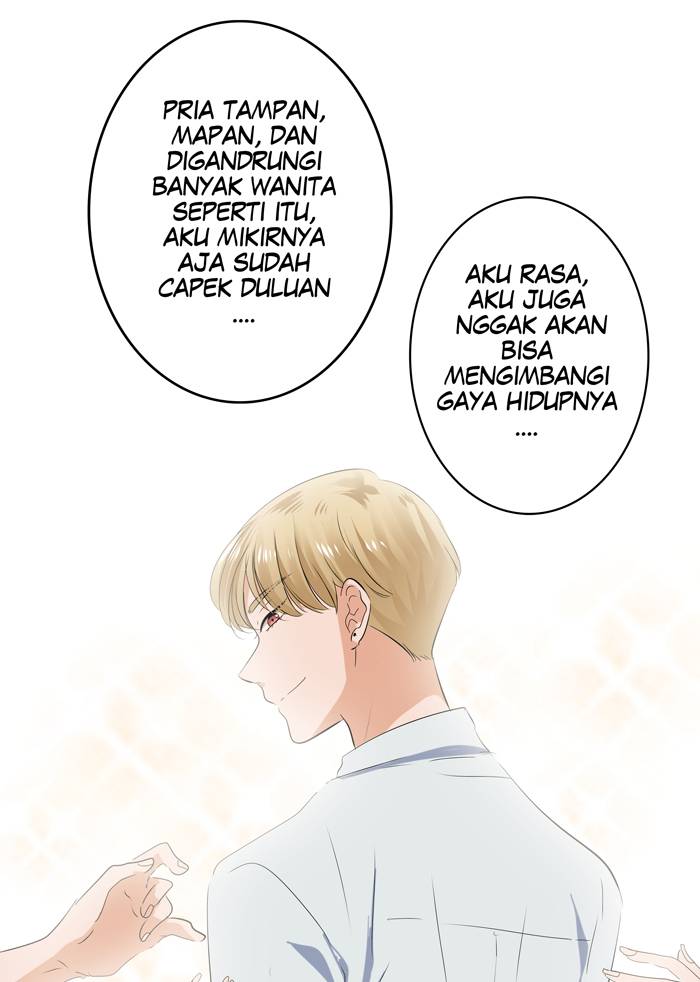 PRIA TAMPAN,
MAPAN, DAN
DIGANDRUNGI
BANYAK WANITA
SEPERTI ITU,
AKU MIKIRNYA
AJA SUDAH
CAPEK DULUAN
....
AKU RASA,
AKU JUGA
NGGAK AKAN
BISA
MENGIMBANGI
GAYA HIDUPNYA
....